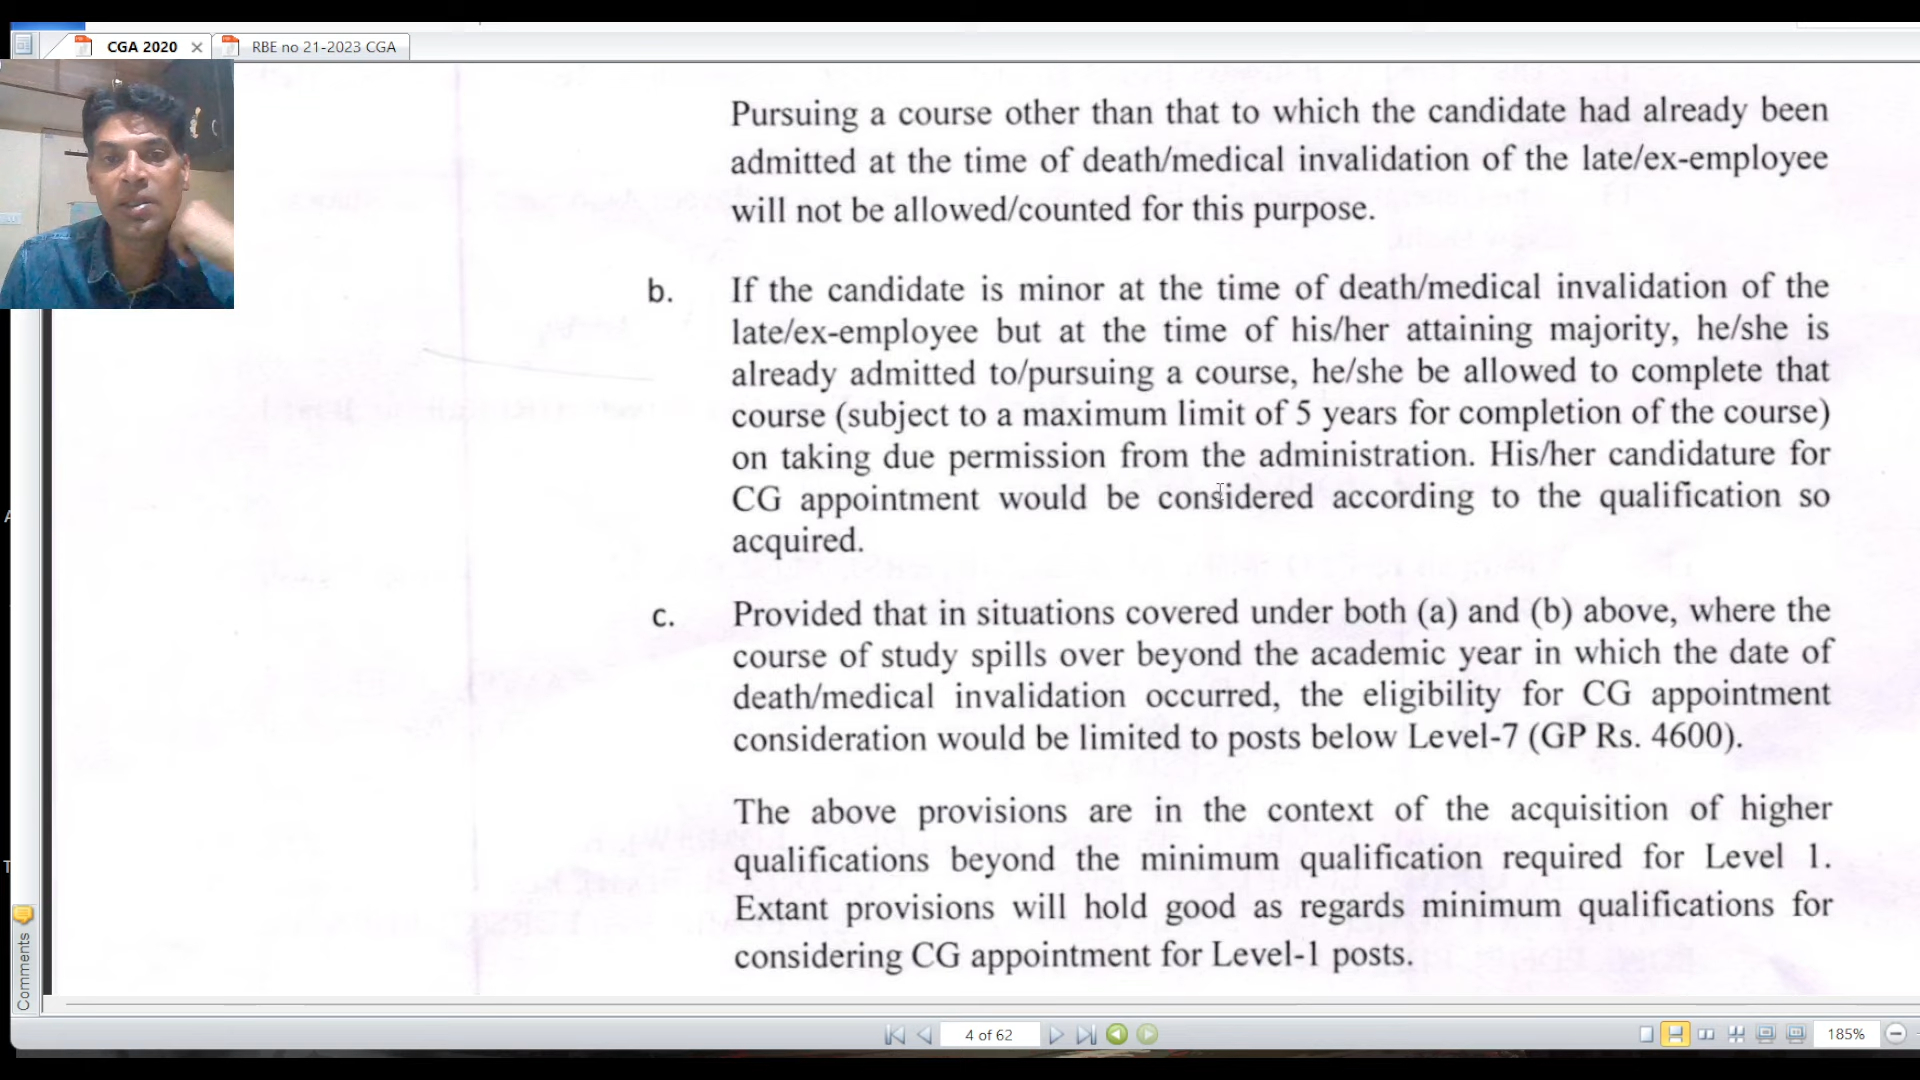 CGA 2020
RBE no 21-2023 CGA
Pursuing a course other than that to which the candidate had already been
admitted at the time of death/medical invalidation of the late/ex-employee
will not be allowed/counted for this purpose.
b. If the candidate is minor at the time of death/medical invalidation of the
late/ex-employee but at the time of his/her attaining majority, he/she is
already admitted to/pursuing a course, he/she be allowed to complete that
course (subject to a maximum limit of 5 years for completion of the course)
on taking due permission from the administration. His/her candidature for
CG appointment would be considered according to the qualification so
acquired.
c. Provided that in situations covered under both (a) and (b) above, where the
course of study spills over beyond the academic year in which the date of
death/medical invalidation occurred, the eligibility for CG appointment
consideration would be limited to posts below Level-7 (GP Rs. 4600).
The above provisions are in the context of the acquisition of higher
qualifications beyond the minimum qualification required for Level 1.
Extant provisions will hold good as regards minimum qualifications for
considering CG appointment for Level-1 posts.
Comments
4 of 62
185%